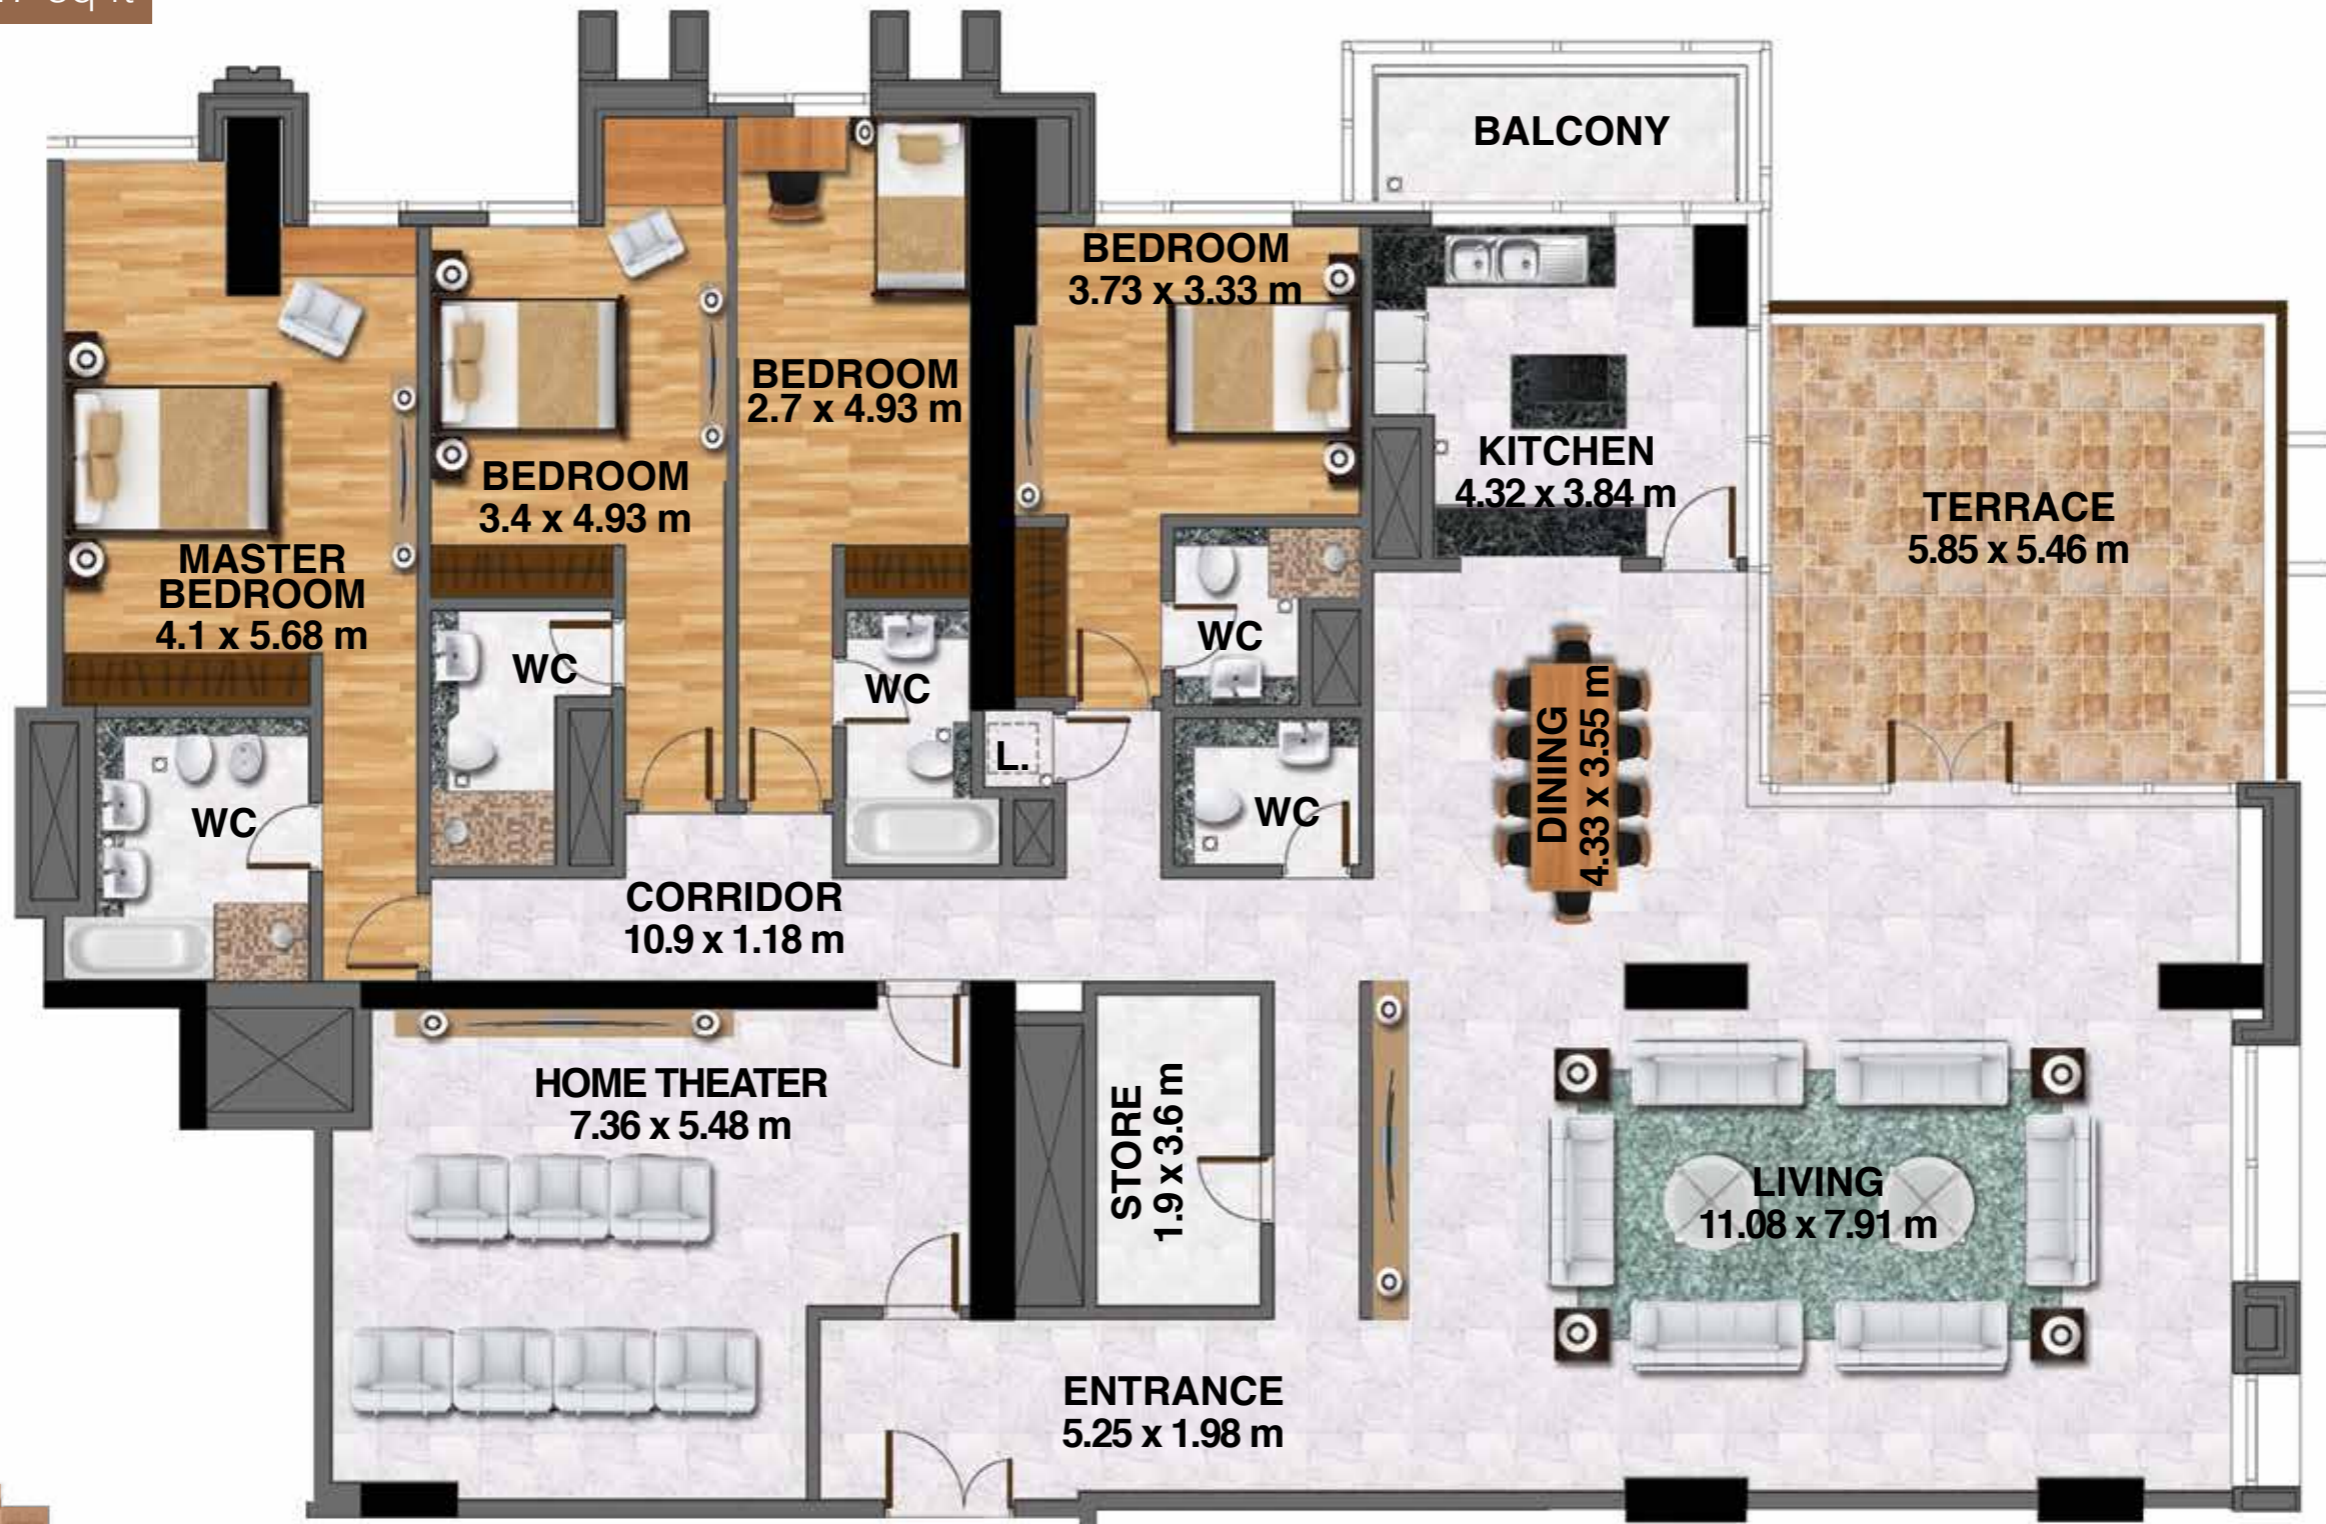 BALCONY
BEDROOM
3.73 x 3.33 m
BEDROOM
2.7 x 4.93 m
KITCHEN
4.32 x 3.84 m
BEDROOM
3.4 x 4.93 m
TERRACE
5.85 x 5.46 m
MASTER
BEDROOM
4.1 x 5.68 m
WC
WC
WC
L.
WC
WC
DINING
4.33 x 3.55 m
CORRIDOR
10.9 x 1.18 m
HOME THEATER
7.36 x 5.48 m
STORE
1.9 x 3.6 m
LIVING
11.08 x 7.91 m
ENTRANCE
5.25 x 1.98 m